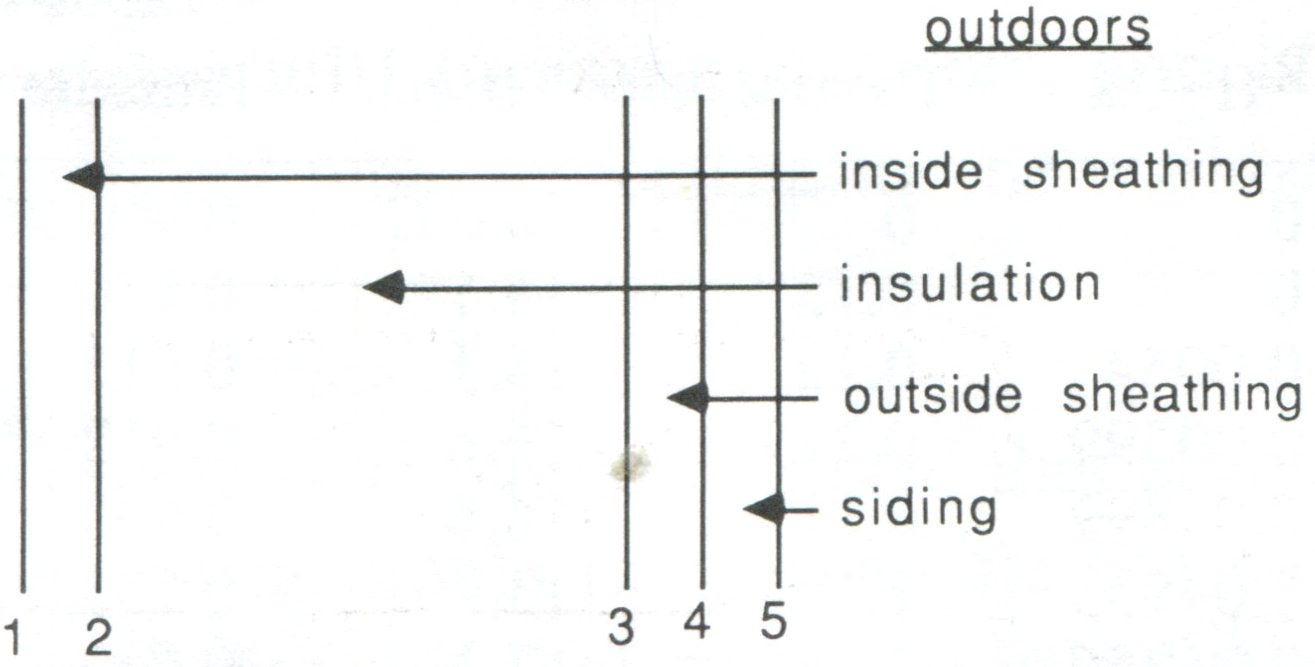 outdoors
inside sheathing
insulation
outside sheathing
siding
1 2 3 4 5